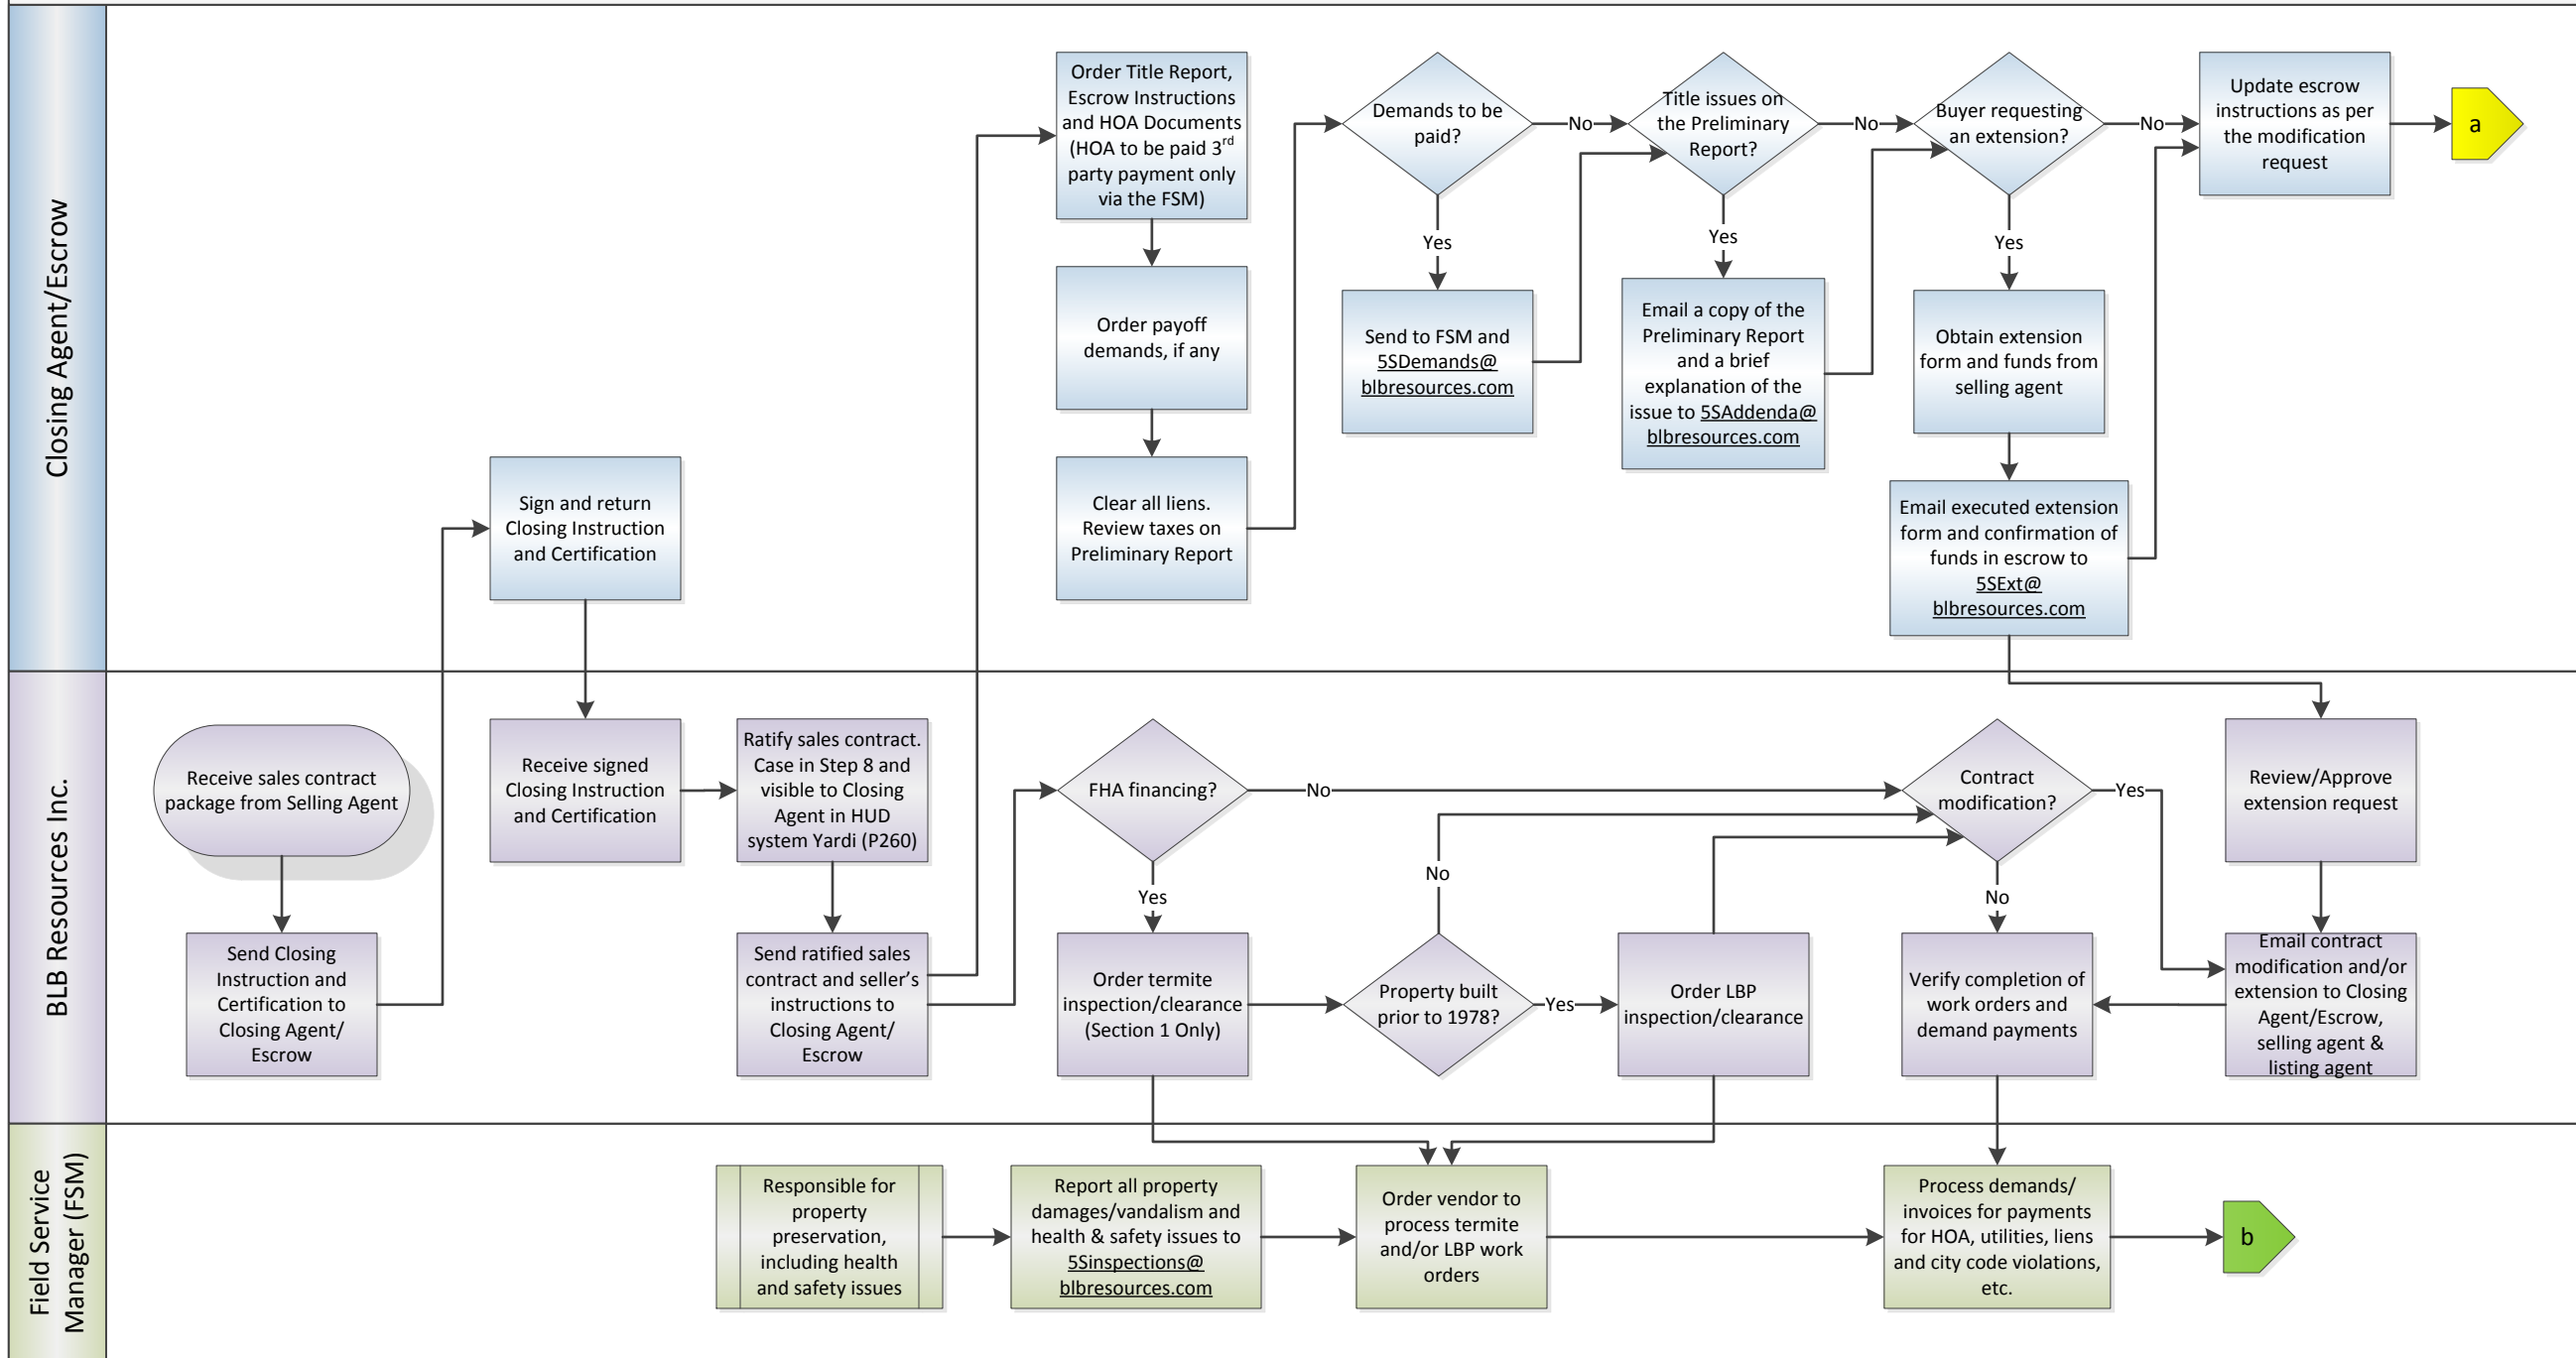 Closing Agent/Escrow
Order Title Report,
Escrow Instructions
and HOA Documents
(HOA to be paid 3rd
party payment only
via the FSM)
Order payoff
demands, if any
Clear all liens.
Review taxes on
Preliminary Report
Sign and return
Closing Instruction
and Certification
Demands to be
paid?
No
Yes
Send to FSM and
5SDemands@
blbresources.com
Title issues on
the Preliminary
Report?
No
Yes
Email a copy of the
Preliminary Report
and a brief
explanation of the
issue to 5SAddenda@
blbresources.com
Buyer requesting
an extension?
No
Yes
Obtain extension
form and funds from
selling agent
Email executed extension
form and confirmation of
funds in escrow to
5SExt@
blbresources.com
Update escrow
instructions as per
the modification
request
a
BLB Resources Inc.
Receive sales contract
package from Selling Agent
Send Closing
Instruction and
Certification to
Closing Agent/
Escrow
Receive signed
Closing Instruction
and Certification
Ratify sales contract.
Case in Step 8 and
visible to Closing
Agent in HUD
system Yardi (P260)
Send ratified sales
contract and seller's
instructions to
Closing Agent/
Escrow
FHA financing?
No
Yes
Order termite
inspection/clearance
(Section 1 Only)
No
Property built
prior to 1978?
Yes
Order LBP
inspection/clearance
Contract
modification?
Yes
No
Verify completion of
work orders and
demand payments
Review/Approve
extension request
Email contract
modification and/or
extension to Closing
Agent/Escrow,
selling agent &
listing agent
Field Service
Manager (FSM)
Responsible for
property
preservation,
including health
and safety issues
Report all property
damages/vandalism and
health & safety issues to
5Sinspections@
blbresources.com
Order vendor to
process termite
and/or LBP work
orders
Process demands/
invoices for payments
for HOA, utilities, liens
and city code violations,
etc.
b